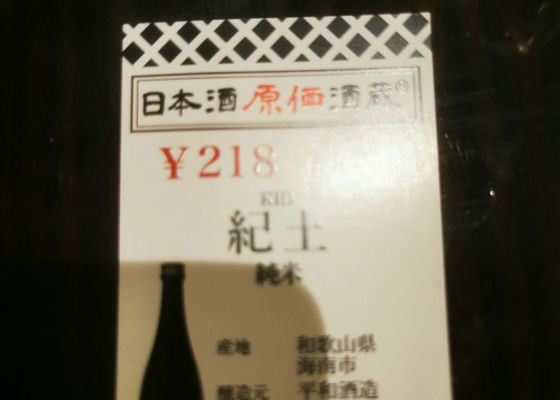 日本酒原価酒蔵®
¥218
KID
紀土
純米
産地 和歌山県
海南市
醸造元 平和酒造